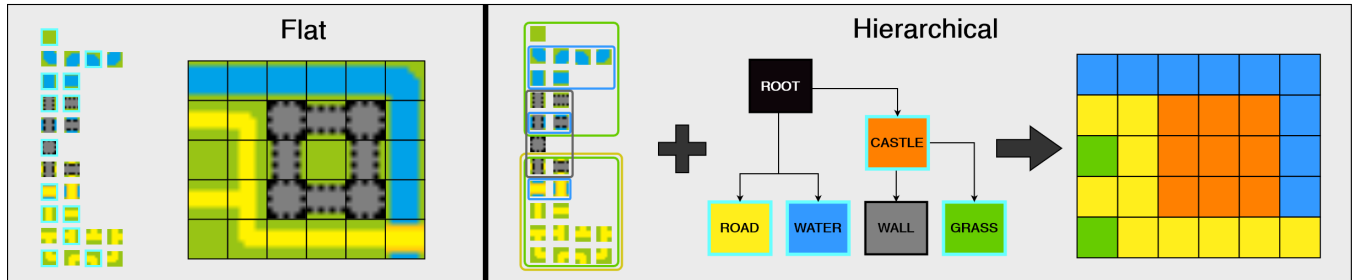 Flat
Hierarchical
ROOT
CASTLE
ROAD
WATER
WALL
GRASS